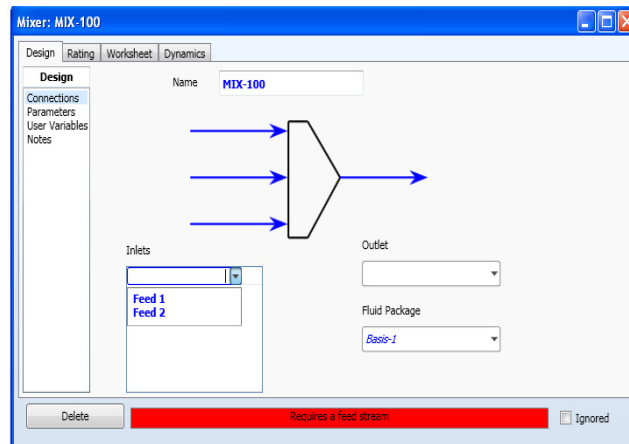 Mixer: MIX-100
Design Rating Worksheet Dynamics
Design
Connections
Parameters
User Variables
Notes
Name MIX-100
Inlets
Feed 1
Feed 2
Outlet
Fluid Package
Basis-1
Delete
Requires a feed stream
Ignored